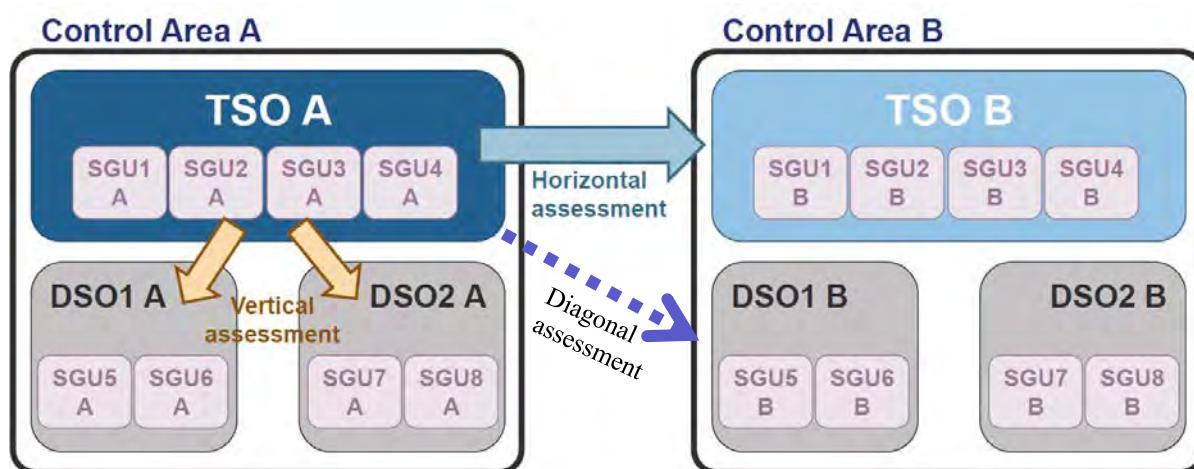 Control Area A
Control Area B
TSO A
SGU1
A
SGU2
A
SGU3
A
SGU4
A
Horizontal
assessment
TSO B
SGU1
B
SGU2
B
SGU3
B
SGU4
B
DSO1 A
DSO2 A
Vertical
assessment
SGU5
A
SGU6
A
SGU7
A
SGU8
A
Diagonal
assessment
DSO1 B
DSO2 B
SGU5
B
SGU6
B
SGU7
B
SGU8
B